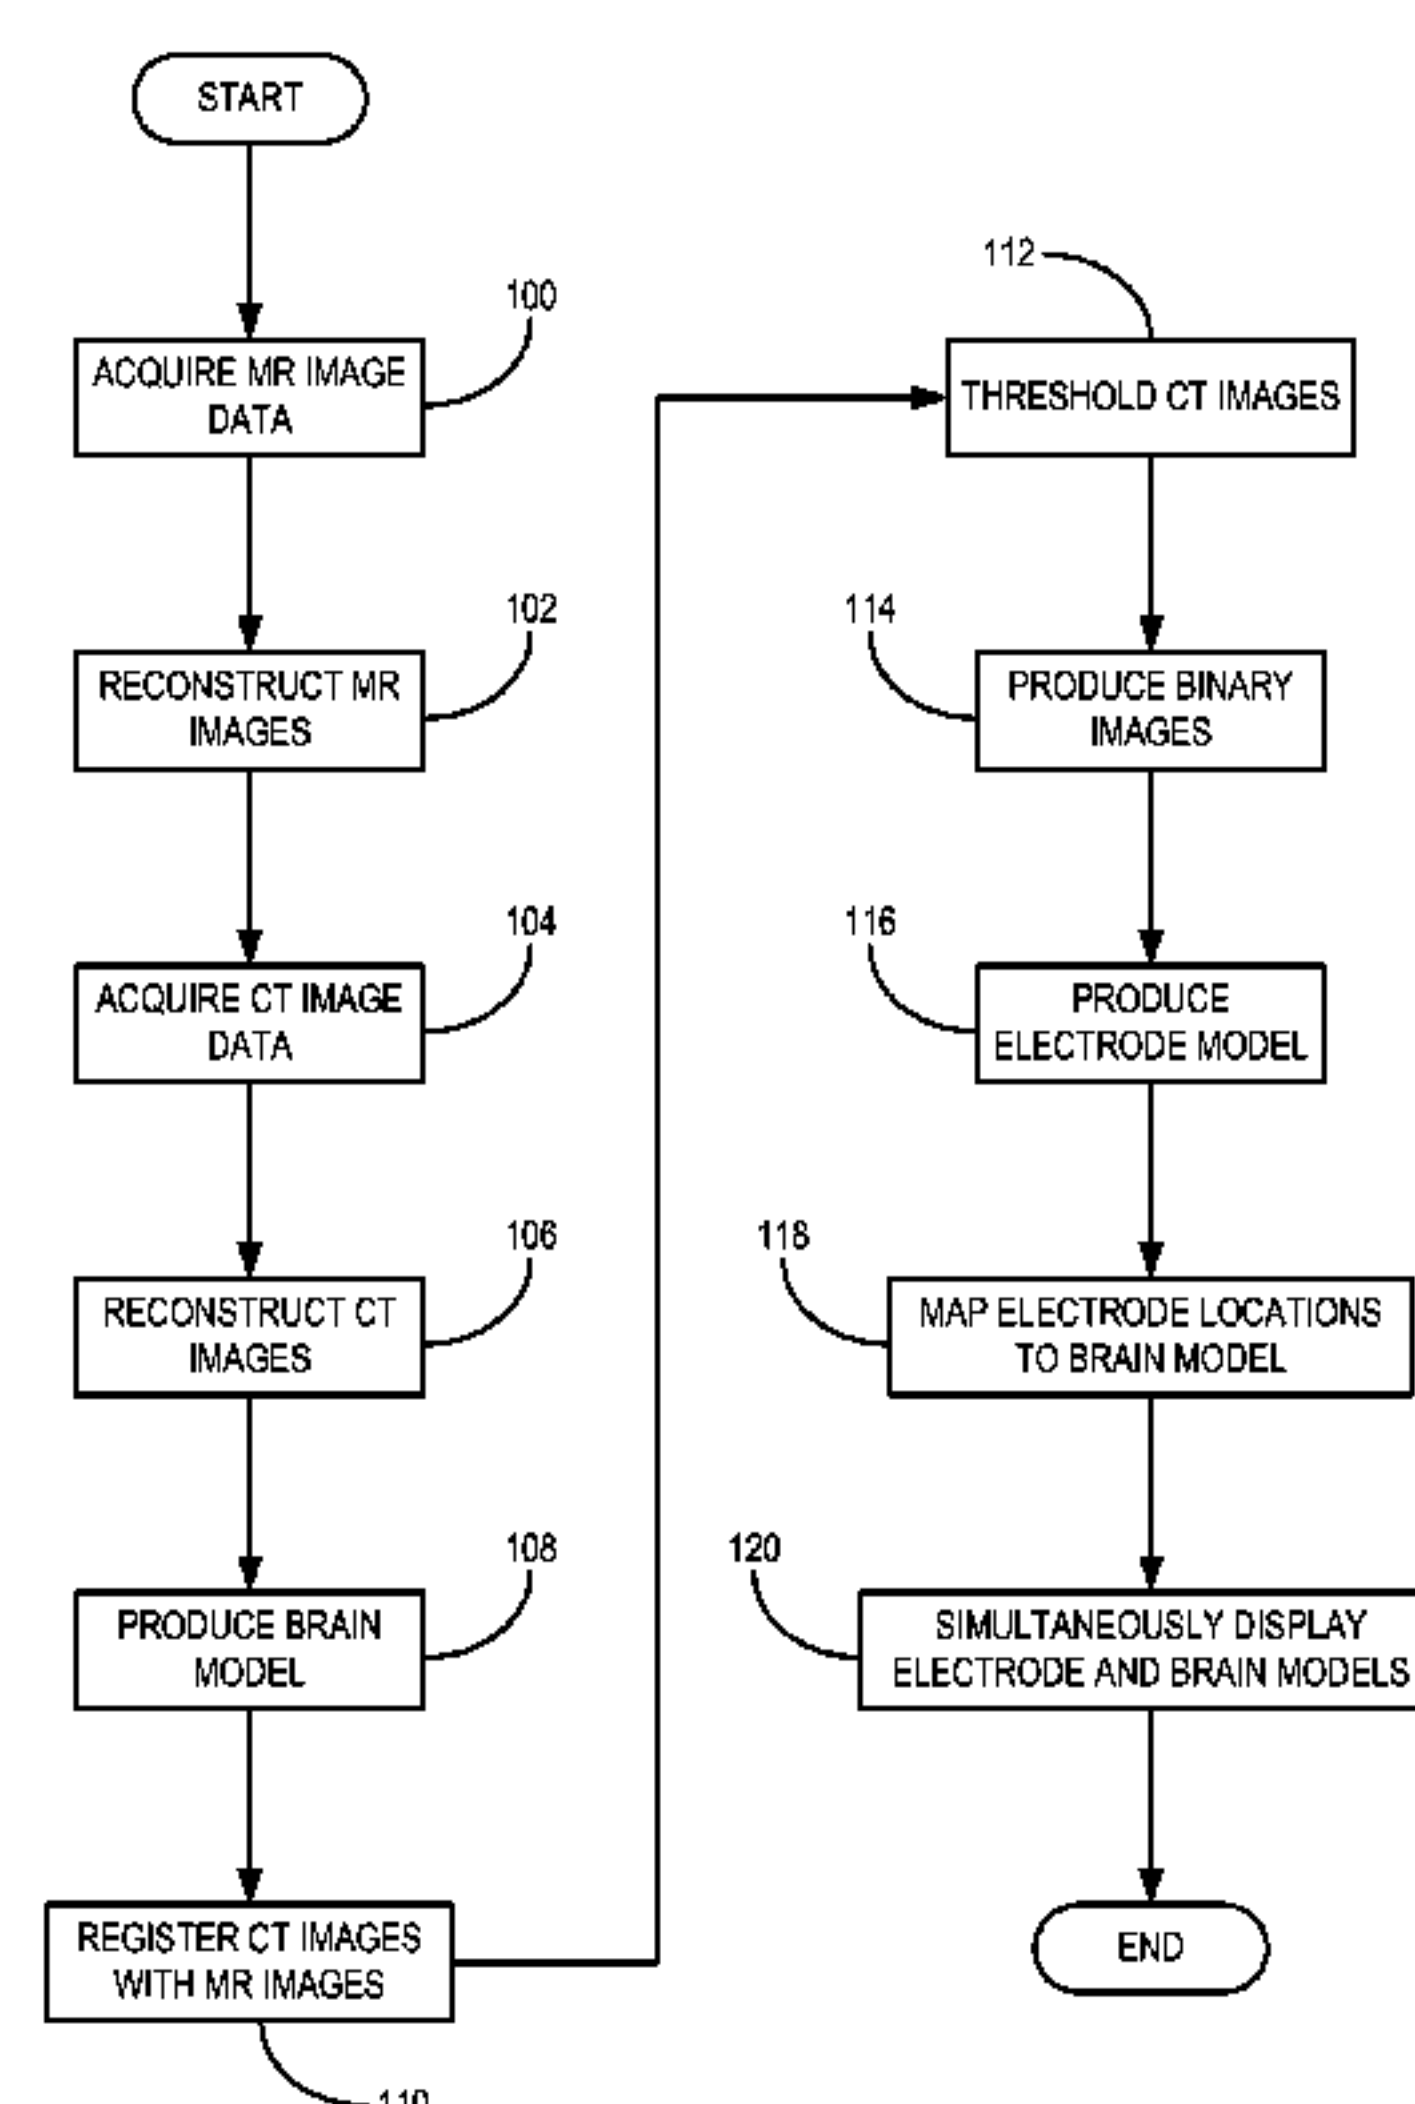 START
100
ACQUIRE MR IMAGE
DATA
102
RECONSTRUCT MR
IMAGES
104
ACQUIRE CT IMAGE
DATA
106
RECONSTRUCT CT
IMAGES
108
PRODUCE BRAIN
MODEL
REGISTER CT IMAGES
WITH MR IMAGES
110
112
THRESHOLD CT IMAGES
114
PRODUCE BINARY
IMAGES
116
PRODUCE
ELECTRODE MODEL
118
MAP ELECTRODE LOCATIONS
TO BRAIN MODEL
120
SIMULTANEOUSLY DISPLAY
ELECTRODE AND BRAIN MODELS
END